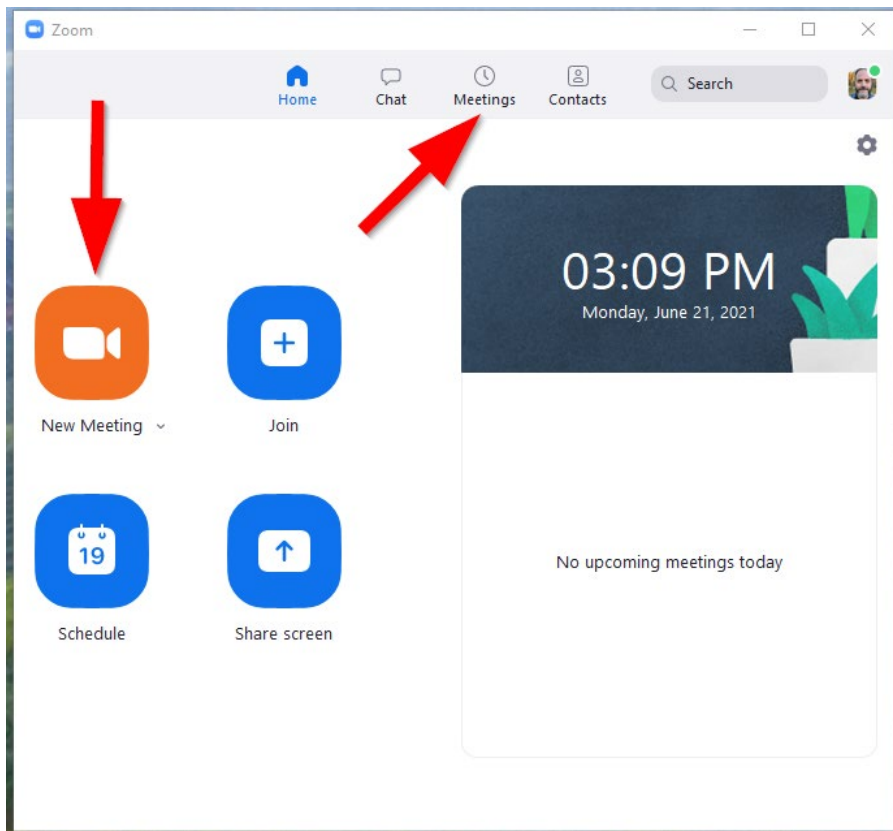 Zoom
Home Chat Meetings Contacts Search
03:09 PM
Monday, June 21, 2021
New Meeting Join
19
Schedule Share screen
No upcoming meetings today